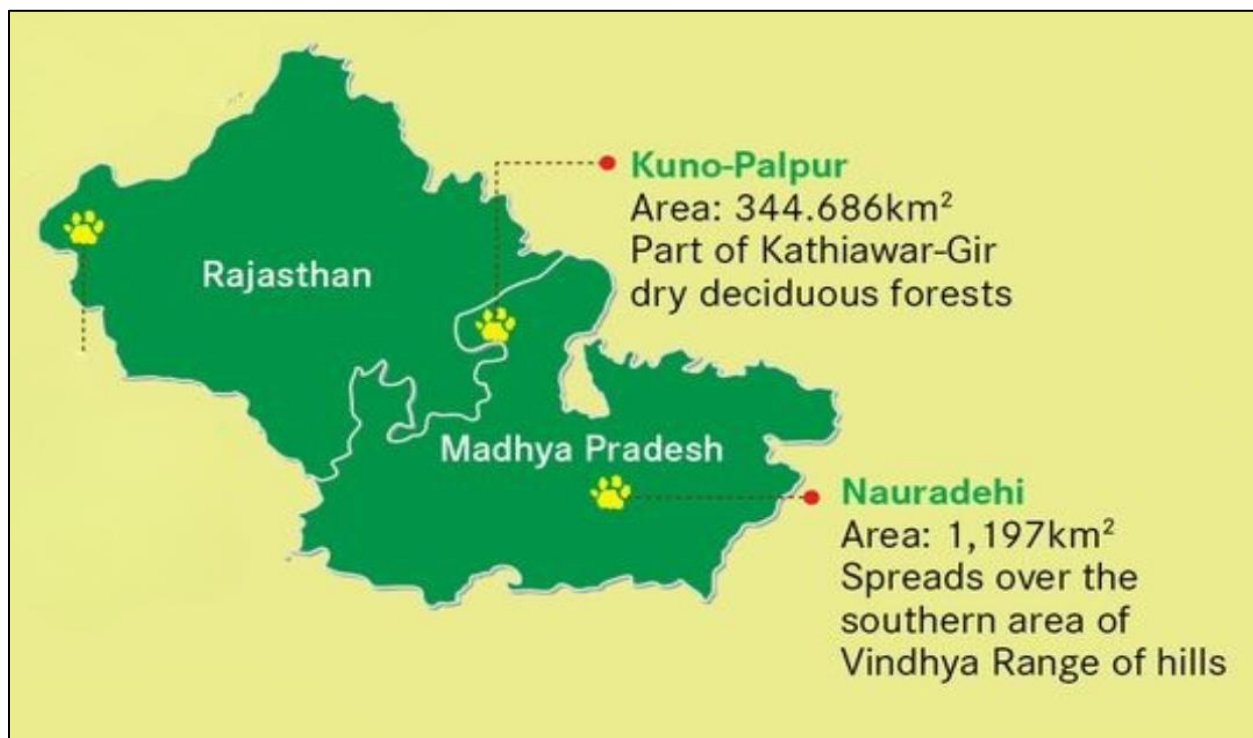 Kuno-Palpur
Area: 344.686km²
Part of Kathiawar-Gir
dry deciduous forests
Rajasthan
Madhya Pradesh
Nauradehi
Area: 1,197km²
Spreads over the
southern area of
Vindhya Range of hills